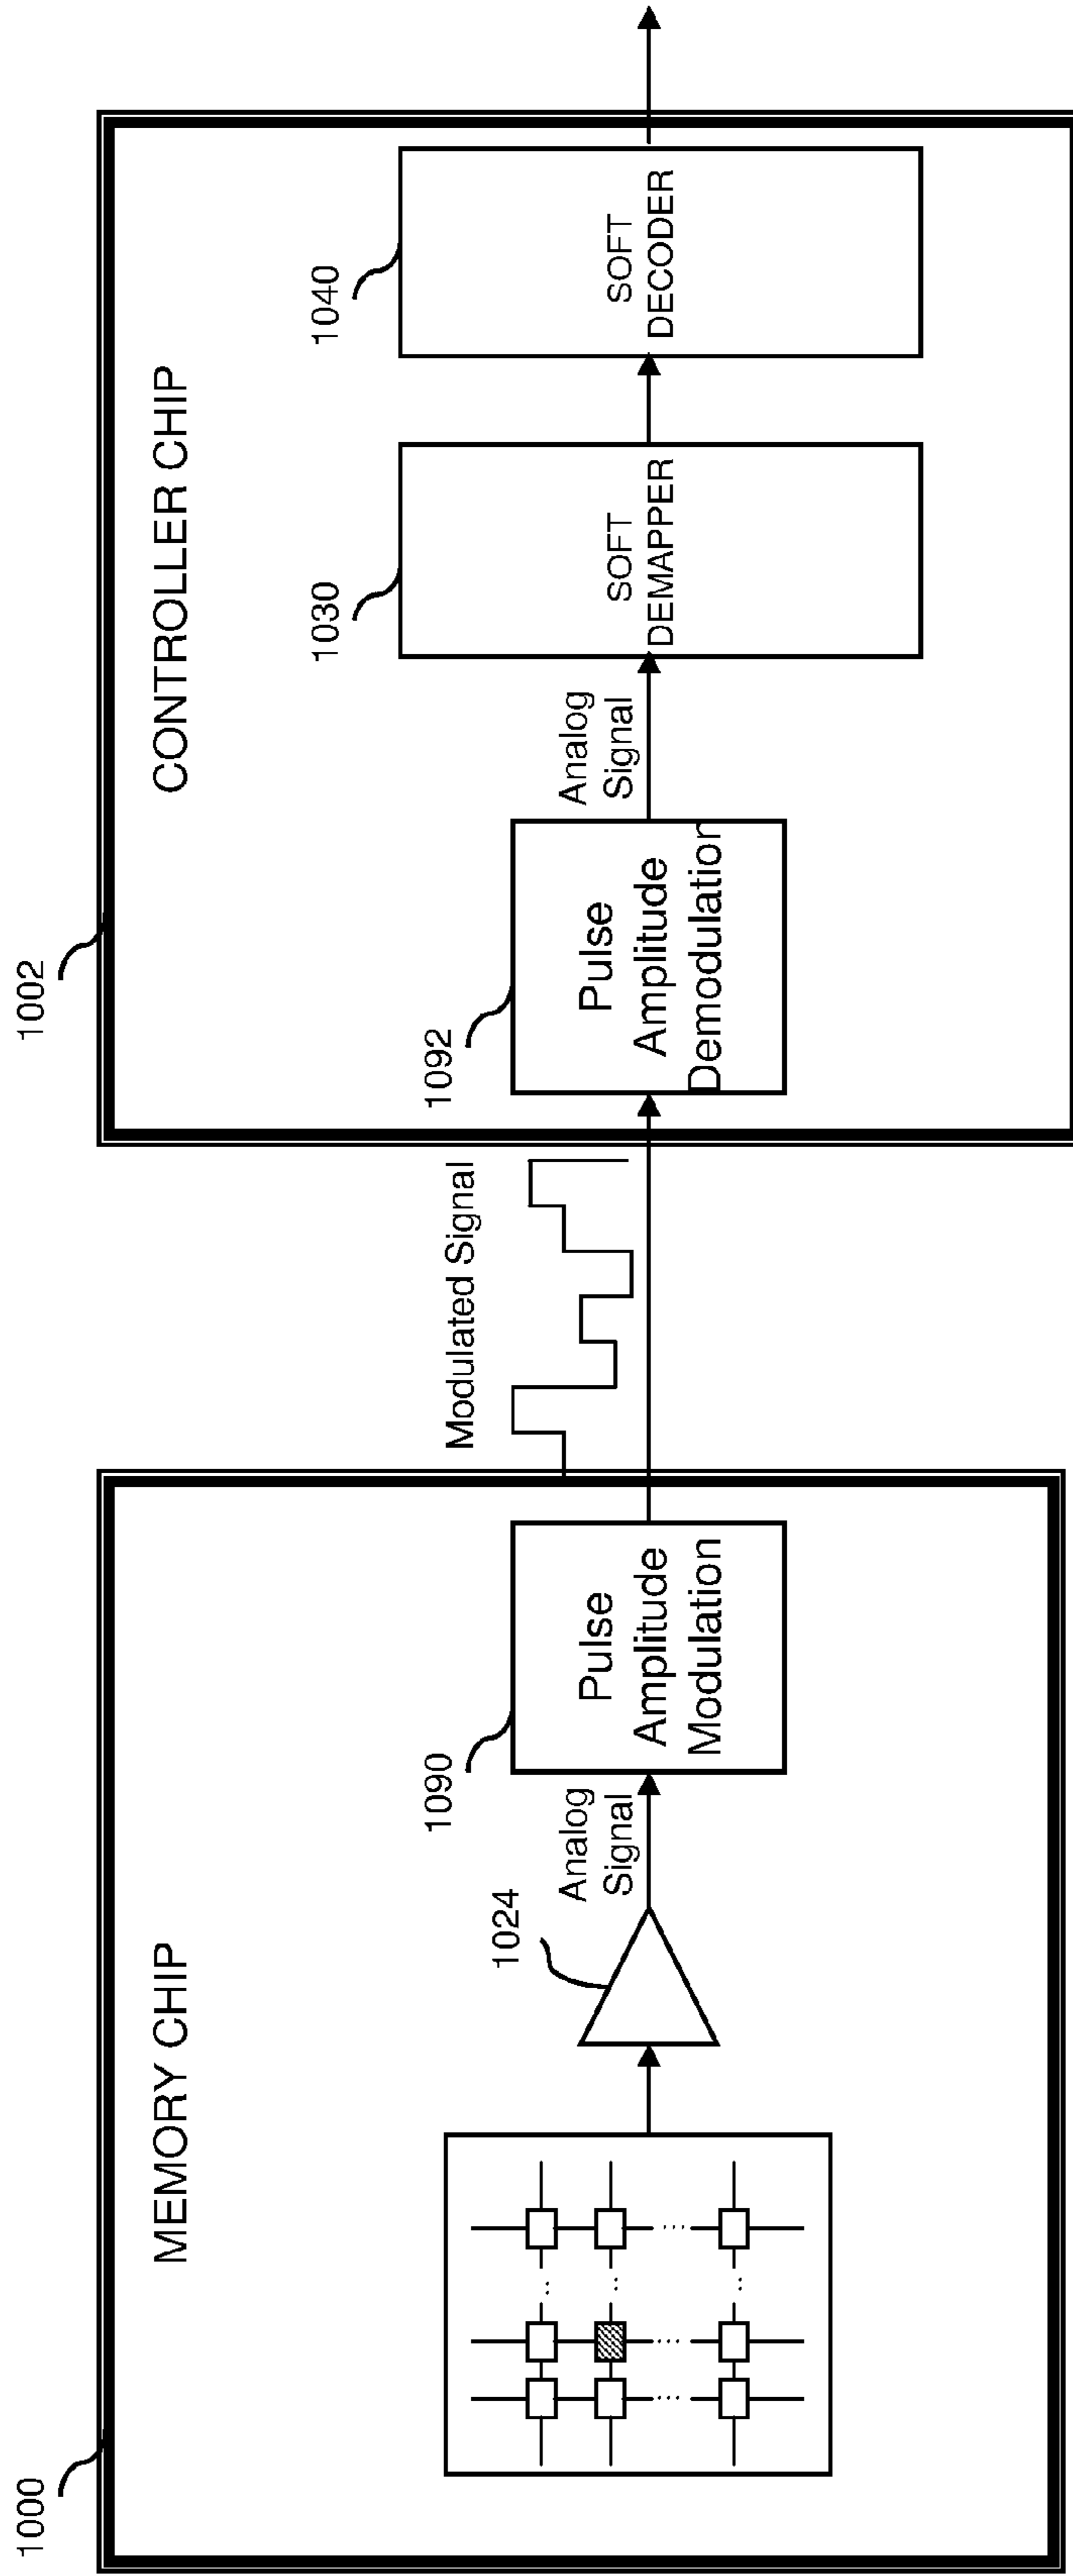 1000
MEMORY CHIP
1024
Analog
Signal
1090
Pulse
Amplitude
Modulation
Modulated Signal
1002
CONTROLLER CHIP
1092
Pulse
Amplitude
Demodulation
Analog
Signal
1030
SOFT
DEMAPPER
1040
SOFT
DECODER